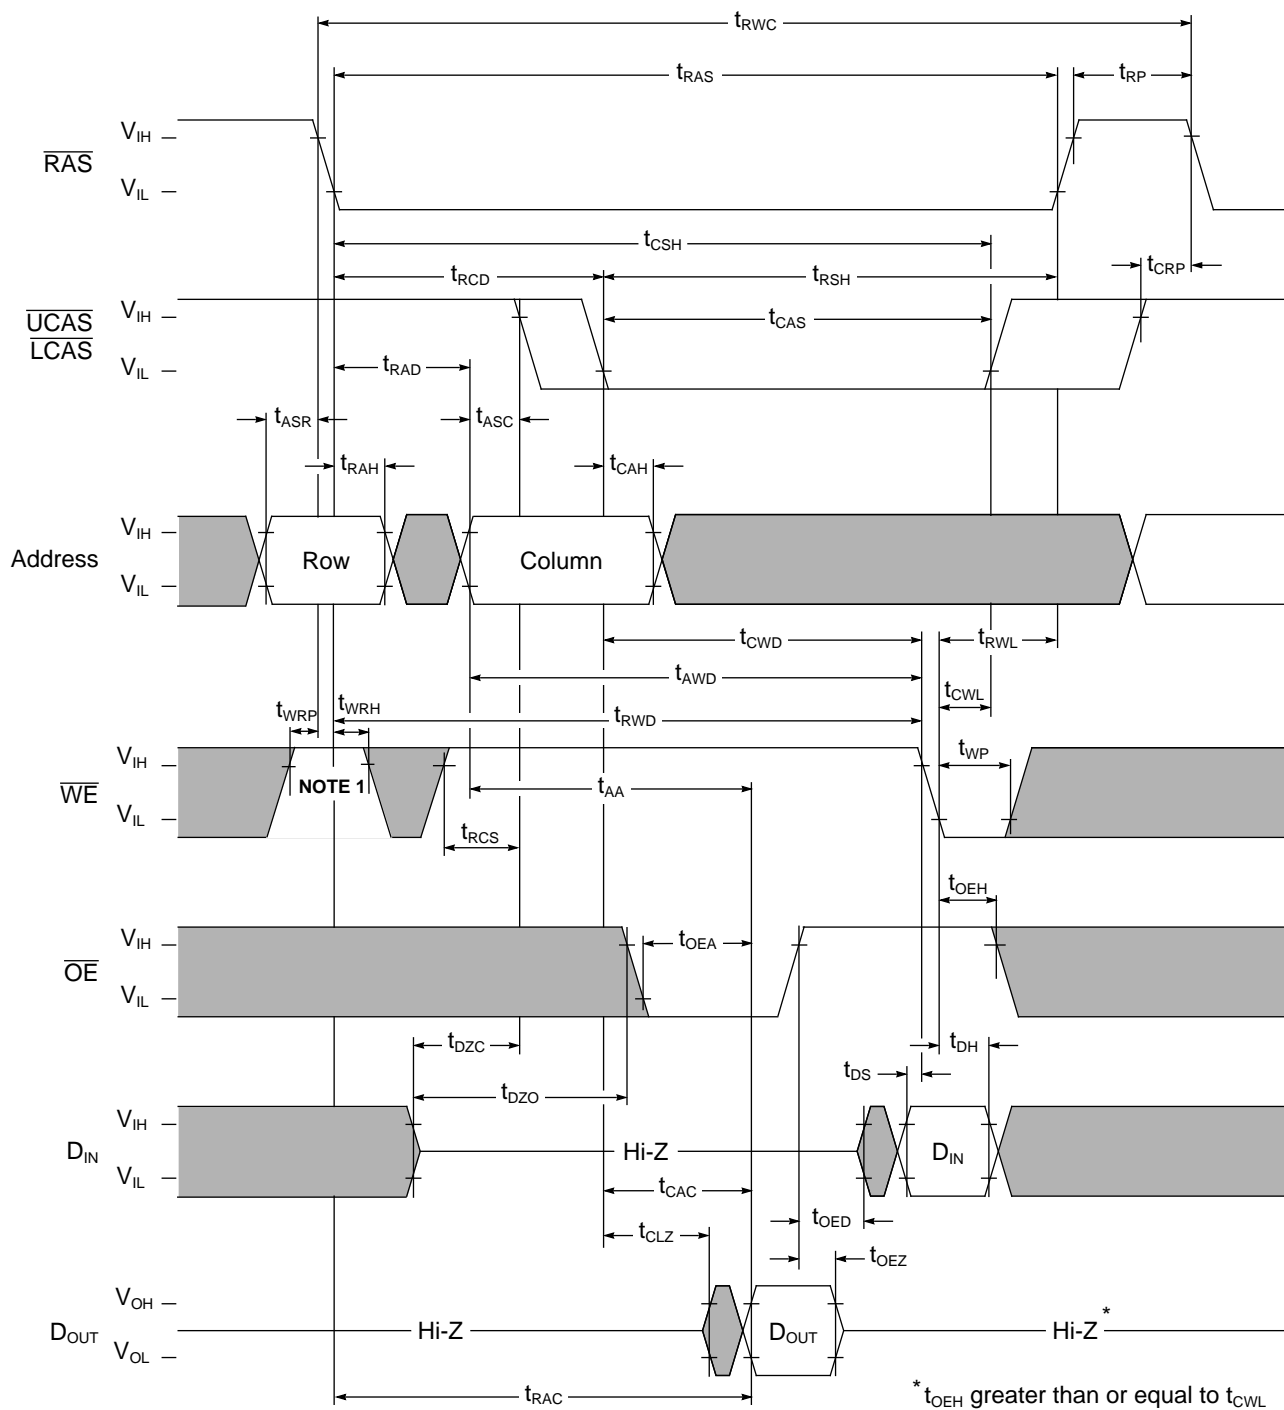 tRWC
tRAS
tRP
VIH
RAS
VIL
tCSH
tRCD
tRSH
tCRP
VIH
UCAS
LCAS
tCAS
VIL
tRAD
tASR
tASC
tRAH
tCAH
VIH
Address
Row
Column
VIL
tCWD
tRWL
tAWD
tCWL
tWRP
tWRH
tRWD
VIH
WE
NOTE 1
tWP
tAA
VIL
tRCS
tOEH
VIH
OE
tOEA
VIL
tDZC
tDH
tDS
tDZO
VIH
DIN
Hi-Z
DIN
VIL
tCAC
tOED
tCLZ
tOEZ
VOH
DOUT
Hi-Z
DOUT
Hi-Z*
VOL
tRAC
* tOEH greater than or equal to tCWL